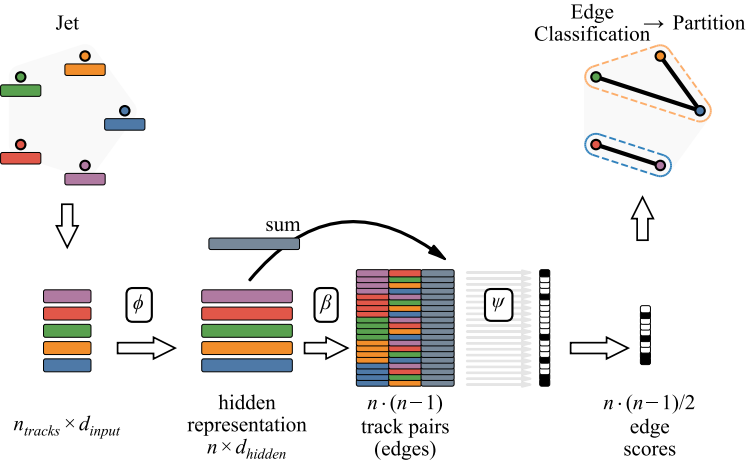 Jet
Edge
Classification → Partition
sum
ϕ
β
ψ
n_tracks × d_input
hidden
representation
n × d_hidden
n · (n−1)
track pairs
(edges)
n · (n−1)/2
edge
scores